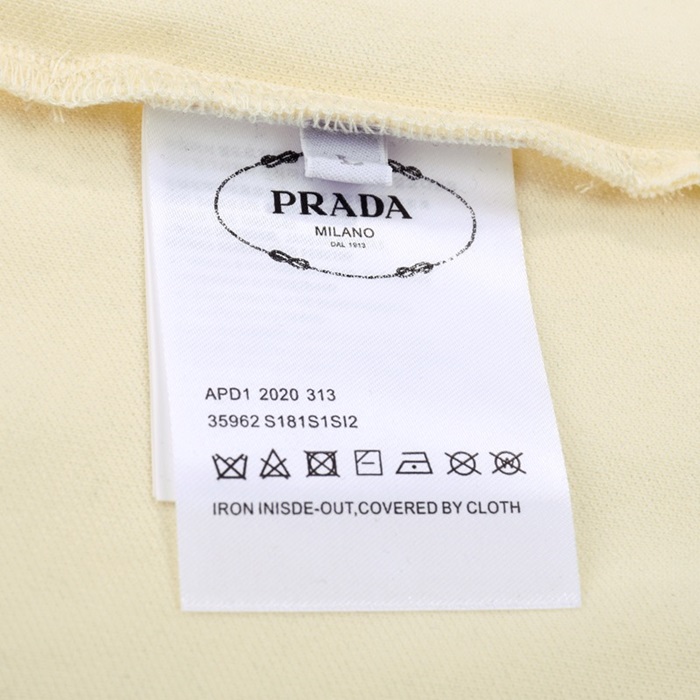 PRADA
MILANO
DAL 1913
APD1 2020 313
35962 S181S1SI2
IRON INISDE-OUT,COVERED BY CLOTH